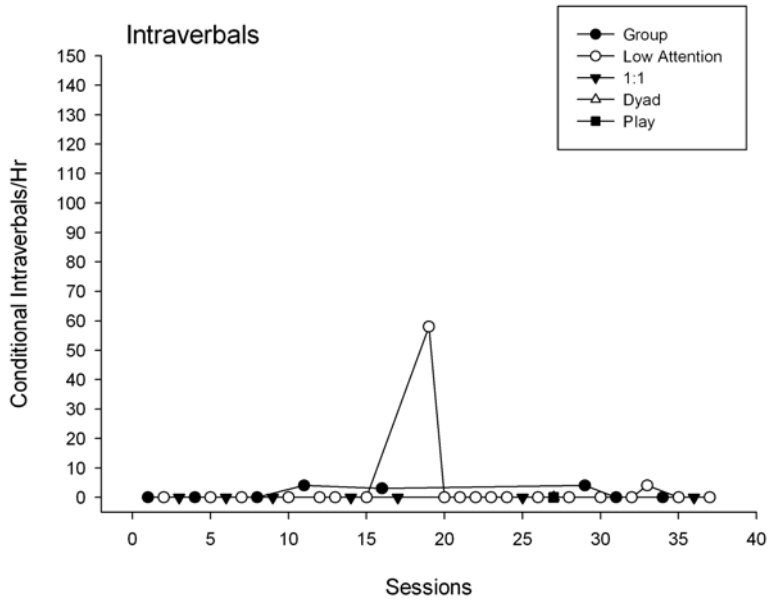 Intraverbals
Group
Low Attention
1:1
Dyad
Play
150
140
130
120
110
100
90
80
70
60
50
40
30
20
10
0
Conditional Intraverbals/Hr
0 5 10 15 20 25 30 35 40
Sessions